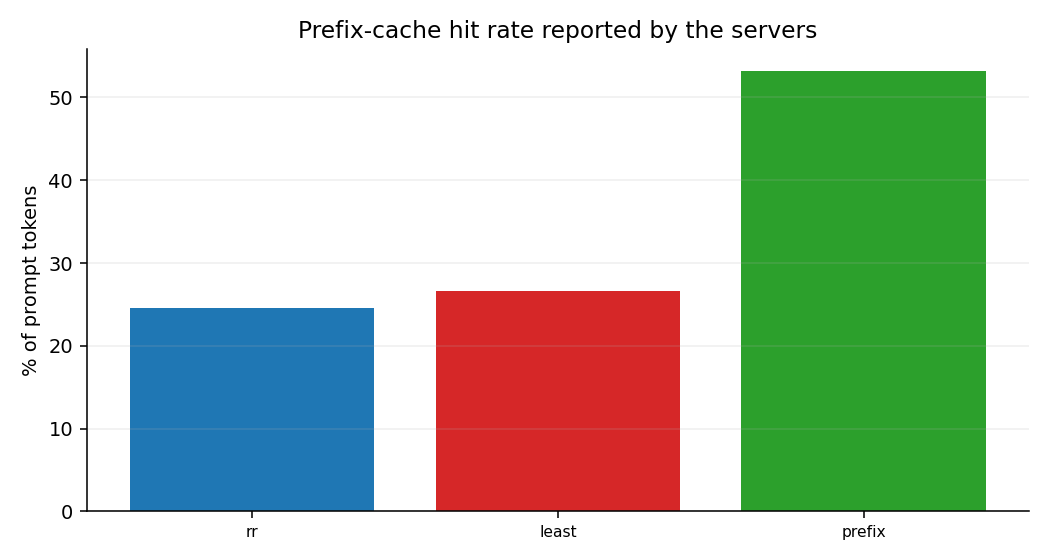 Prefix-cache hit rate reported by the servers
% of prompt tokens
50
40
30
20
10
0
rr
least
prefix